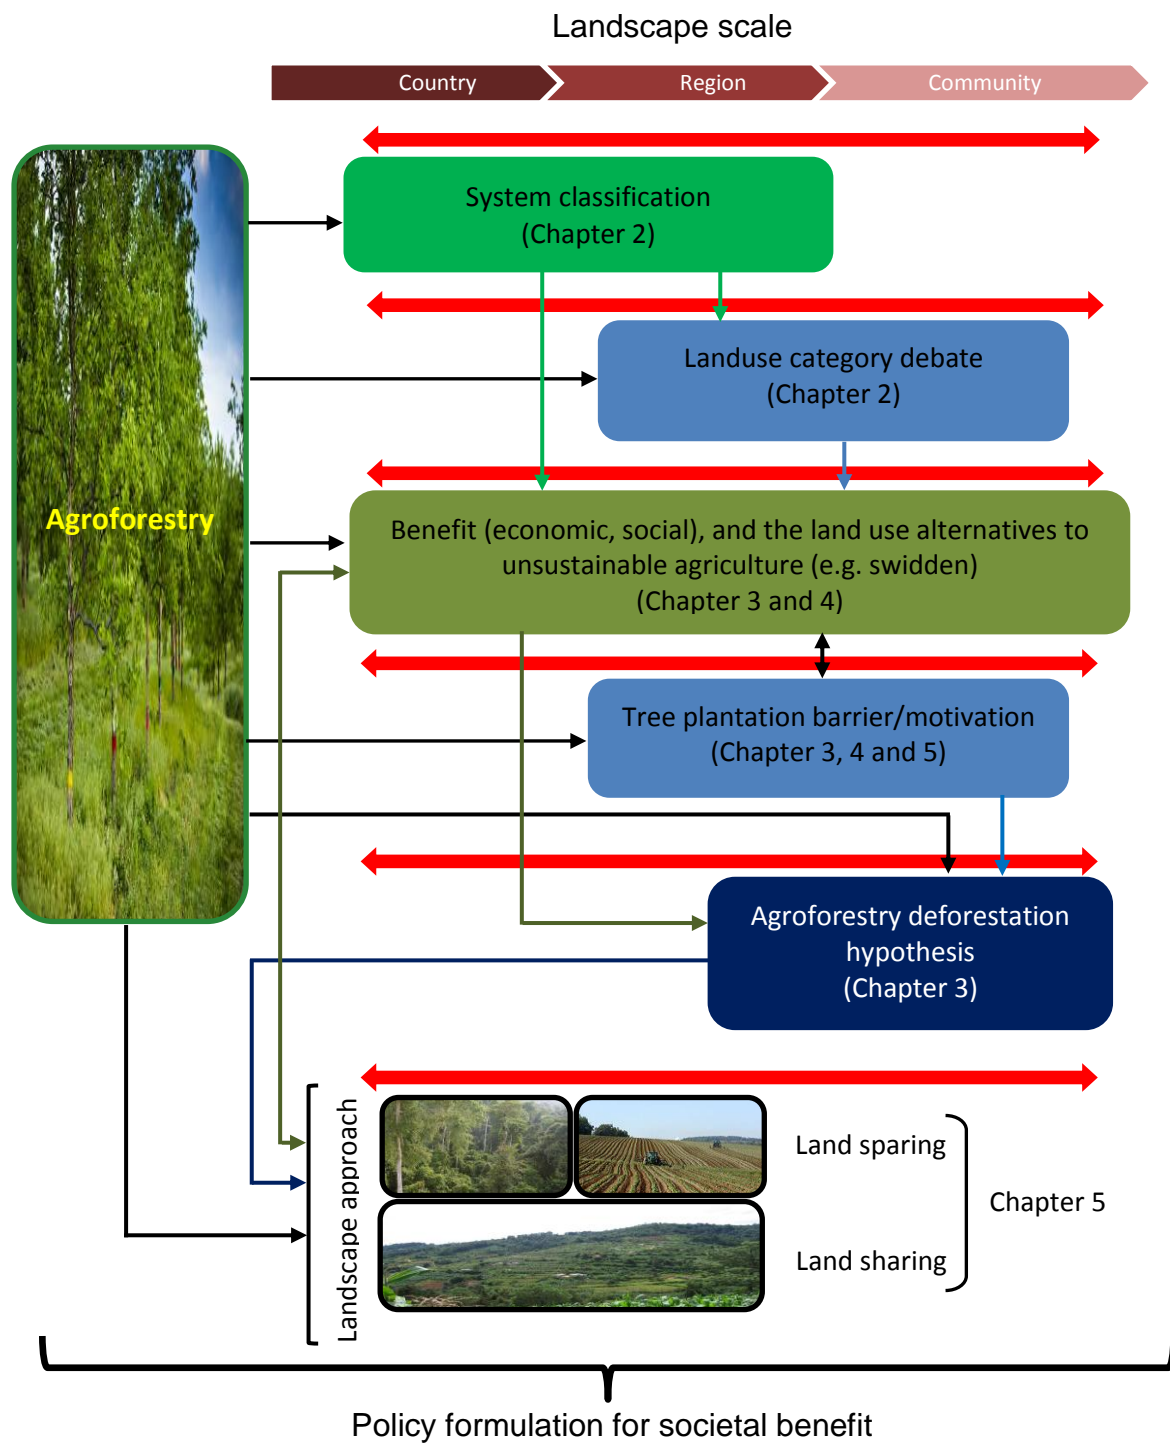 Landscape scale
Country
Region
Community
System classification
(Chapter 2)
Landuse category debate
(Chapter 2)
Agroforestry
Benefit (economic, social), and the land use alternatives to
unsustainable agriculture (e.g. swidden)
(Chapter 3 and 4)
Tree plantation barrier/motivation
(Chapter 3, 4 and 5)
Agroforestry deforestation
hypothesis
(Chapter 3)
Landscape approach
Land sparing
Chapter 5
Land sharing
Policy formulation for societal benefit